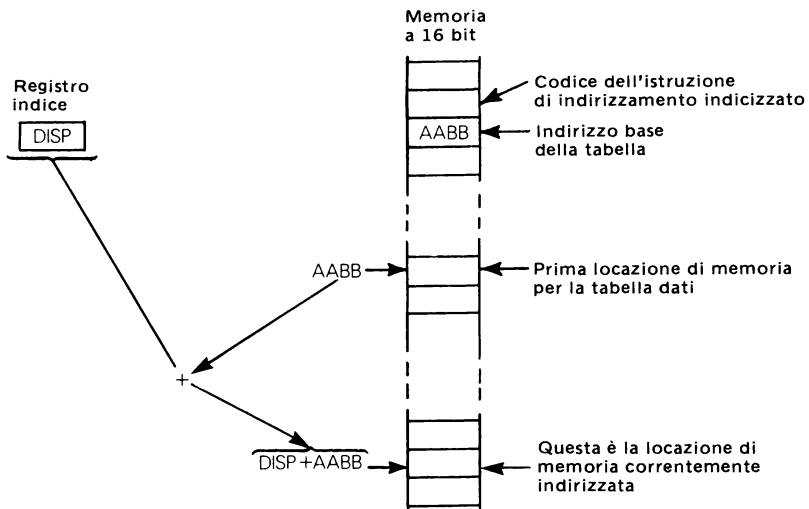 Memoria
a 16 bit
Registro
indice
DISP
Codice dell'istruzione
di indirizzamento indicizzato
AABB
Indirizzo base
della tabella
AABB
Prima locazione di memoria
per la tabella dati
+
DISP+AABB
Questa è la locazione di
memoria correntemente
indirizzata